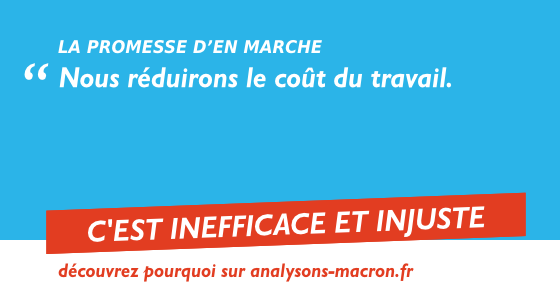 LA PROMESSE D’EN MARCHE
“ Nous réduirons le coût du travail.
C'EST INEFFICACE ET INJUSTE
découvrez pourquoi sur analysons-macron.fr